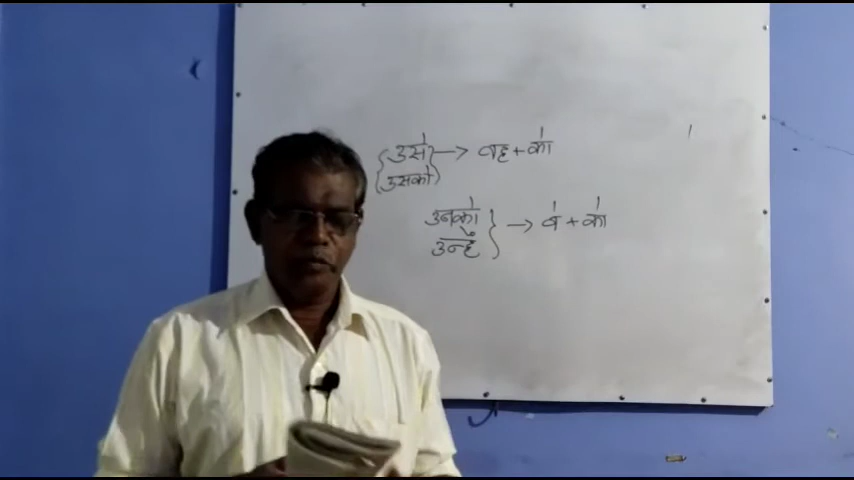 {उसे} → वह + को
{उसको}
उनको } → वे + को
उन्हें }